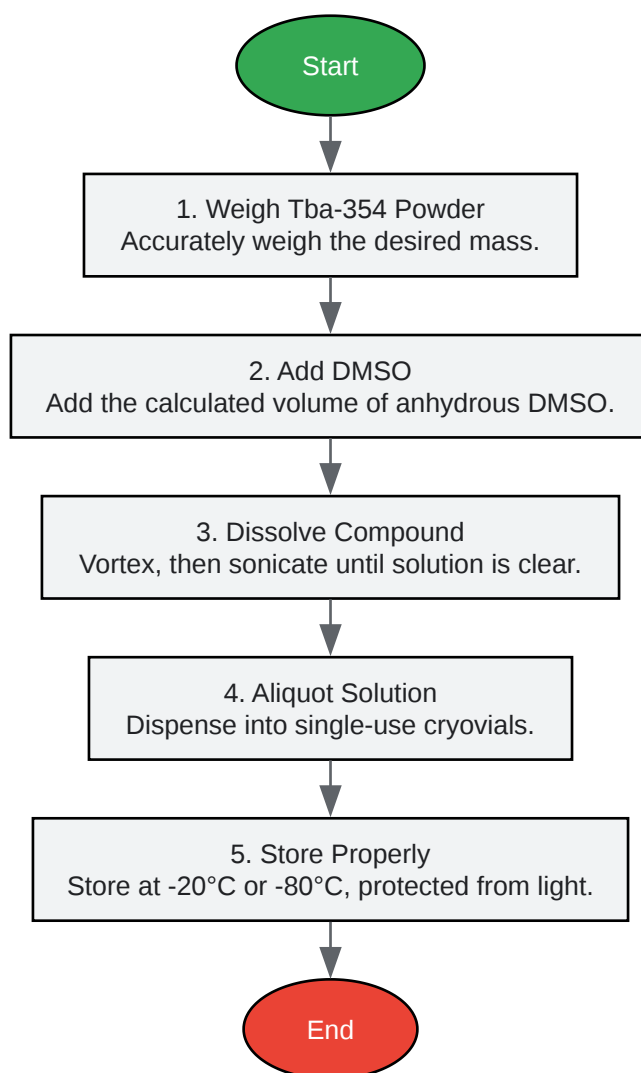 Start
1. Weigh Tba-354 Powder
Accurately weigh the desired mass.
2. Add DMSO
Add the calculated volume of anhydrous DMSO.
3. Dissolve Compound
Vortex, then sonicate until solution is clear.
4. Aliquot Solution
Dispense into single-use cryovials.
5. Store Properly
Store at -20°C or -80°C, protected from light.
End